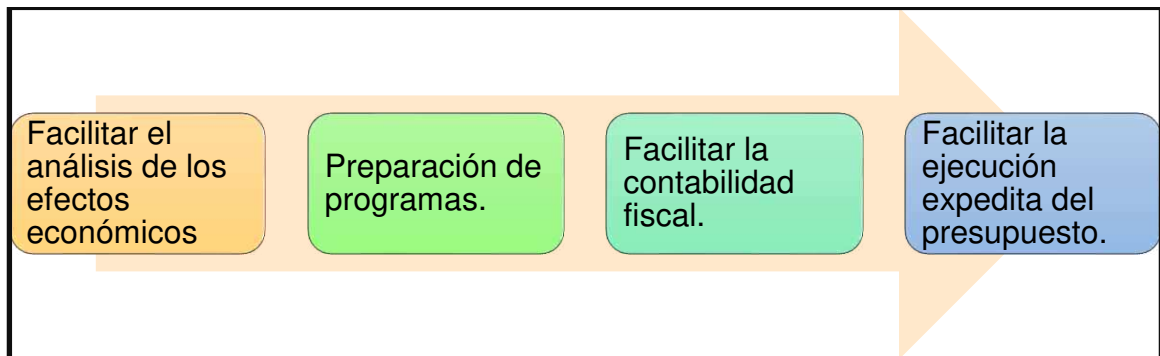 Facilitar el
análisis de los
efectos
económicos
Preparación de
programas.
Facilitar la
contabilidad
fiscal.
Facilitar la
ejecución
expedita del
presupuesto.